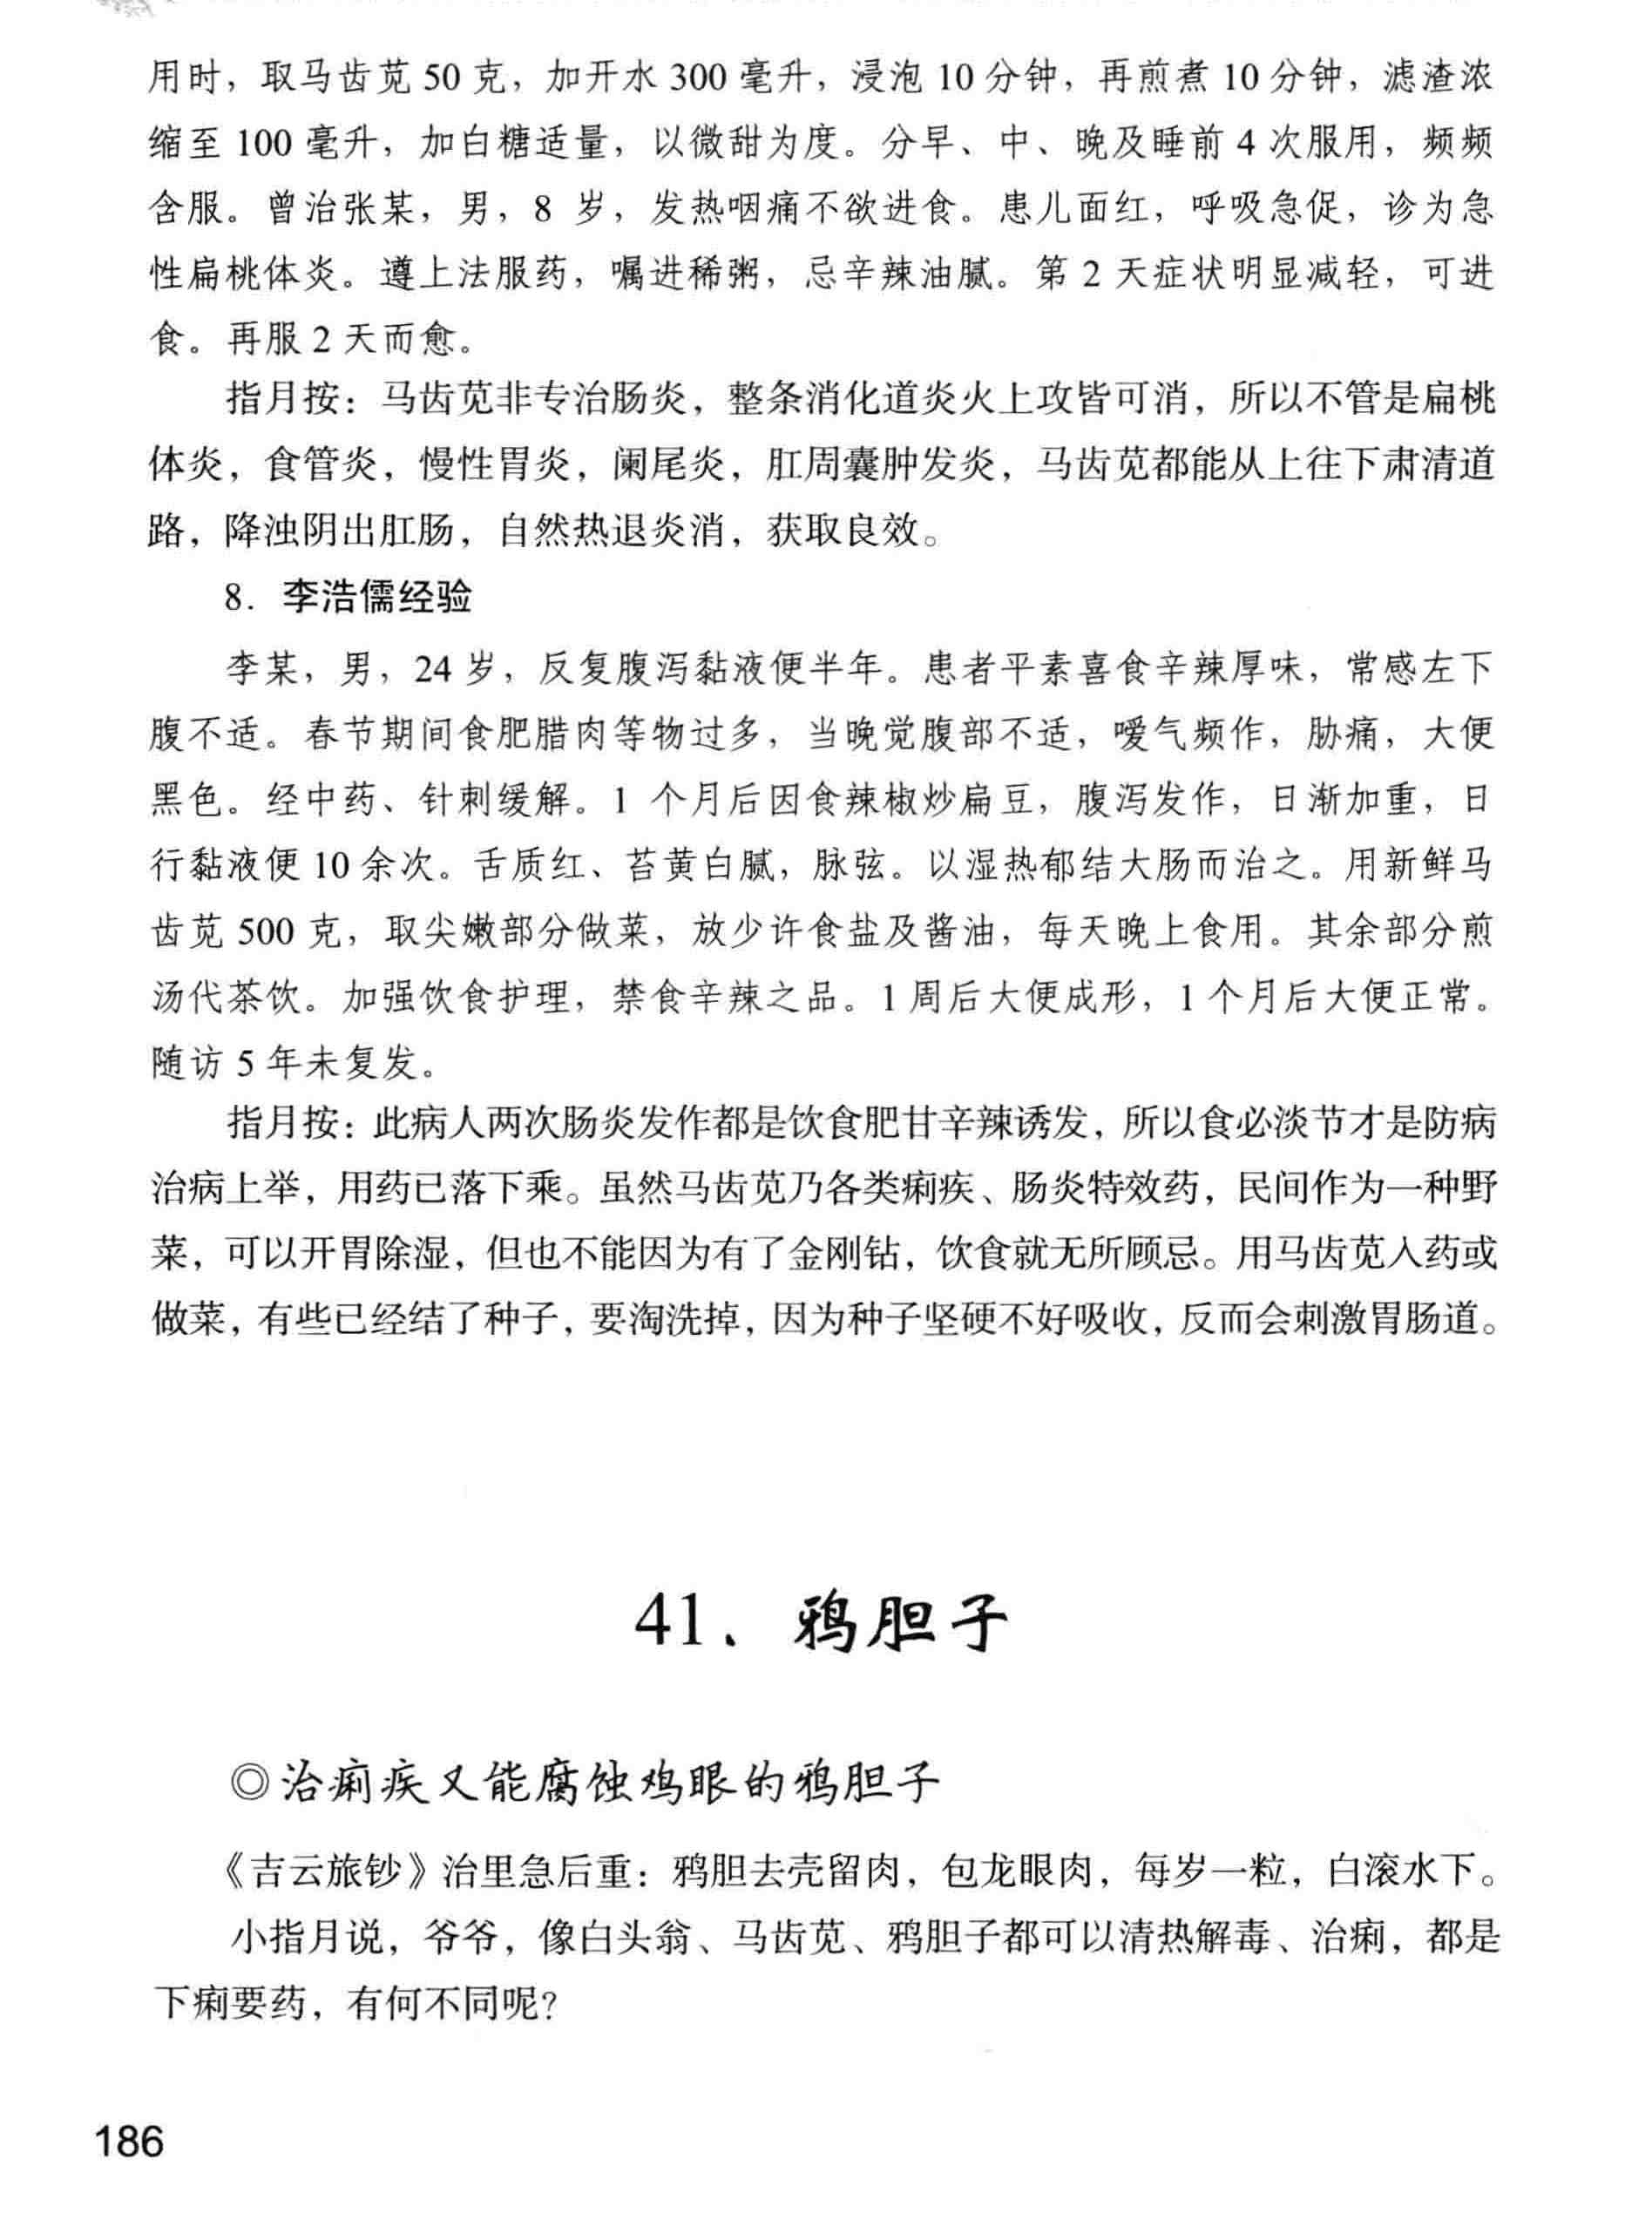 用时，取马齿苋 50 克，加开水 300 毫升，浸泡 10 分钟，再煎煮 10 分钟，滤渣浓
缩至 100 毫升，加白糖适量，以微甜为度。分早、中、晚及睡前 4 次服用，频频
含服。曾治张某，男，8 岁，发热咽痛不欲进食。患儿面红，呼吸急促，诊为急
性扁桃体炎。遵上法服药，嘱进稀粥，忌辛辣油腻。第 2 天症状明显减轻，可进
食。再服 2 天而愈。
指月按：马齿苋非专治肠炎，整条消化道炎火上攻皆可消，所以不管是扁桃
体炎，食管炎，慢性胃炎，阑尾炎，肛周囊肿发炎，马齿苋都能从上往下肃清道
路，降浊阴出肛肠，自然热退炎消，获取良效。
8．李浩儒经验
李某，男，24 岁，反复腹泻黏液便半年。患者平素喜食辛辣厚味，常感左下
腹不适。春节期间食肥腊肉等物过多，当晚觉腹部不适，嗳气频作，胁痛，大便
黑色。经中药、针刺缓解。1 个月后因食辣椒炒扁豆，腹泻发作，日渐加重，日
行黏液便 10 余次。舌质红、苔黄白腻，脉弦。以湿热郁结大肠而治之。用新鲜马
齿苋 500 克，取尖嫩部分做菜，放少许食盐及酱油，每天晚上食用。其余部分煎
汤代茶饮。加强饮食护理，禁食辛辣之品。1 周后大便成形，1 个月后大便正常。
随访 5 年未复发。
指月按：此病人两次肠炎发作都是饮食肥甘辛辣诱发，所以食必淡节才是防病
治病上举，用药已落下乘。虽然马齿苋乃各类痢疾、肠炎特效药，民间作为一种野
菜，可以开胃除湿，但也不能因为有了金刚钻，饮食就无所顾忌。用马齿苋入药或
做菜，有些已经结了种子，要淘洗掉，因为种子坚硬不好吸收，反而会刺激胃肠道。
41、鸦胆子
◎治痢疾又能腐蚀鸡眼的鸦胆子
《吉云旅钞》治里急后重：鸦胆去壳留肉，包龙眼肉，每岁一粒，白滚水下。
小指月说，爷爷，像白头翁、马齿苋、鸦胆子都可以清热解毒、治痢，都是
下痢要药，有何不同呢？
186